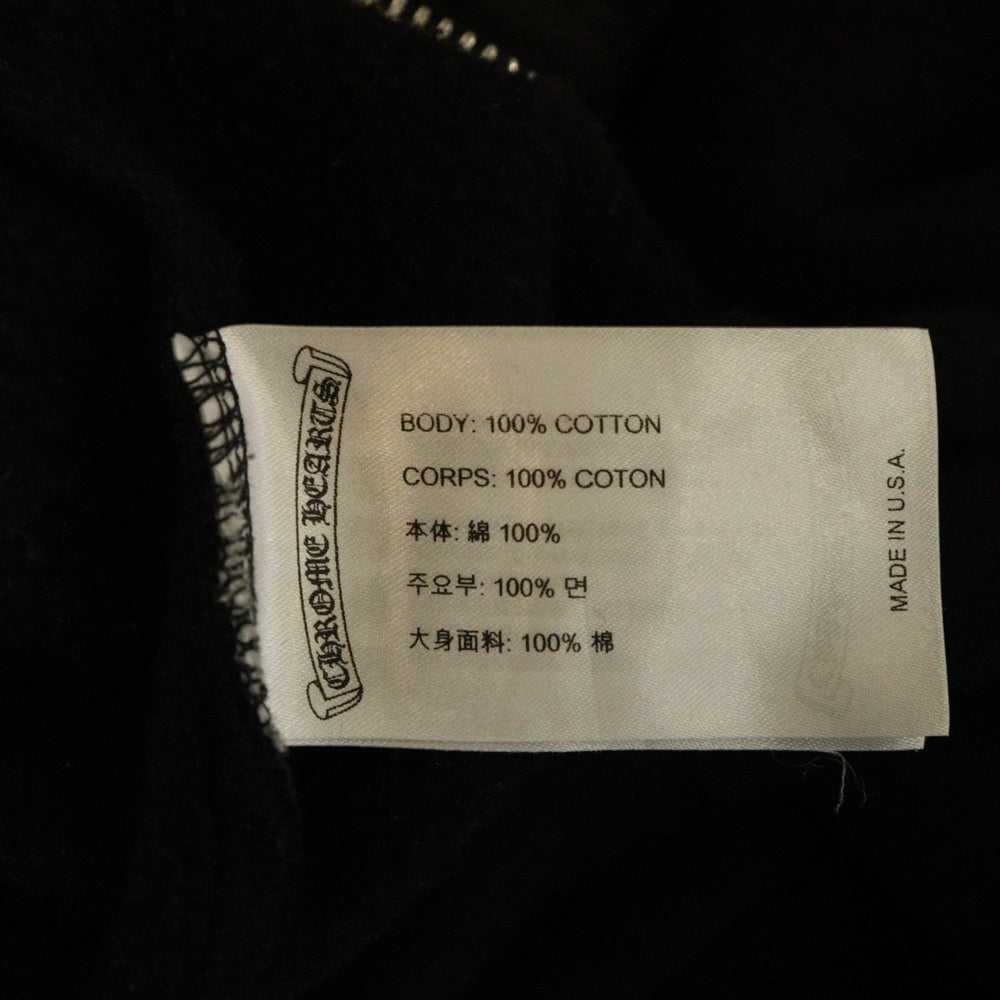 CHROME HEARTS
BODY: 100% COTTON
CORPS: 100% COTON
本体: 綿 100%
주요부: 100% 면
大身面料: 100% 棉
MADE IN U.S.A.